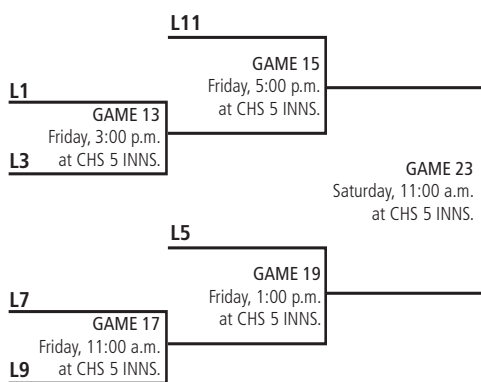 L11
GAME 15
Friday, 5:00 p.m.
at CHS 5 INNS.
L1
GAME 13
Friday, 3:00 p.m.
at CHS 5 INNS.
L3
GAME 23
Saturday, 11:00 a.m.
at CHS 5 INNS.
L5
GAME 19
Friday, 1:00 p.m.
at CHS 5 INNS.
L7
GAME 17
Friday, 11:00 a.m.
at CHS 5 INNS.
L9